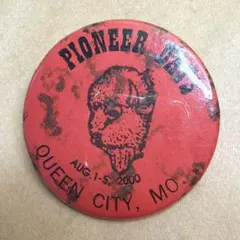 PIONEER DAYS
AUG. 1-5, 2000
QUEEN CITY, MO.